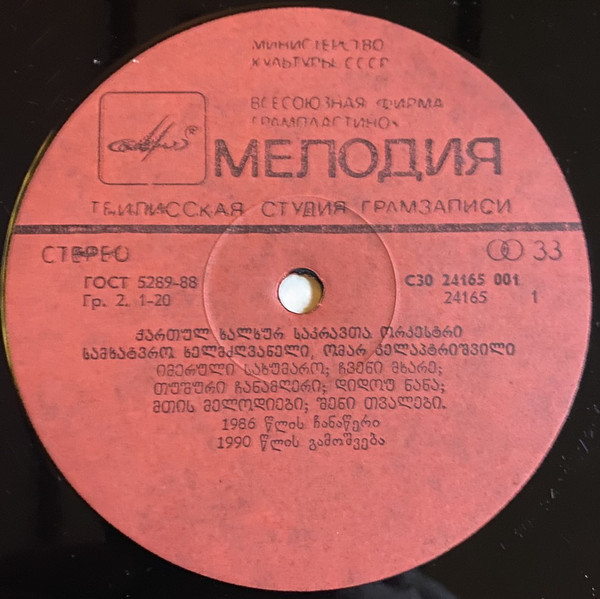 МИНИСТЕРСТВО
КУЛЬТУРЫ СССР
ВСЕСОЮЗНАЯ ФИРМА
ГРАМПЛАСТИНОК
МЕЛОДИЯ
ТБИЛИССКАЯ СТУДИЯ ГРАМЗАПИСИ
СТЕРЕО 33
ГОСТ 5289-88 С30 24165 001
Гр. 2. 1-20 24165 1
ქართულ ხალხურ საკრავთა ორკესტრი
სამხატვრო ხელმძღვანელი, ომარ კელაპტრიშვილი
იმერული სახუმარო; ჩვენი მხარე;
თუშური ჩანამღერი; დიდოუ ნანა;
მთის მელოდიები; შენი თვალები.
1986 წლის ჩანაწერი
1990 წლის გამოშვება